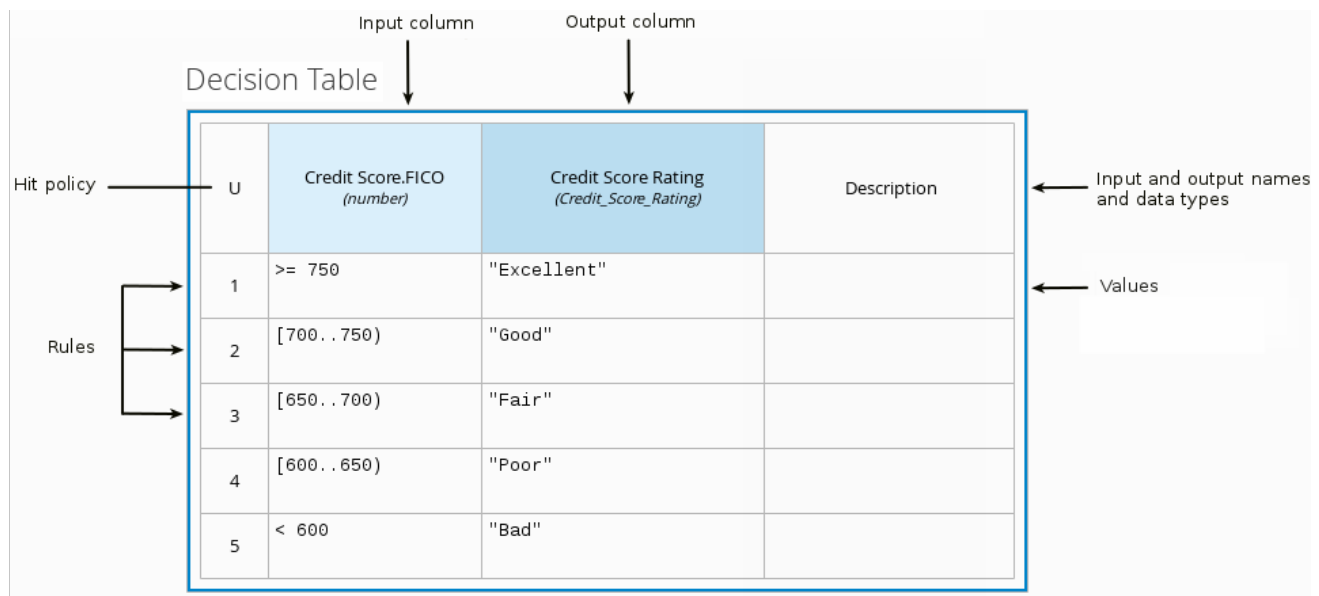 Input column
Output column
Decision Table
Hit policy
U
Credit Score.FICO
(number)
Credit Score Rating
(Credit_Score_Rating)
Description
Input and output names
and data types
1
>= 750
"Excellent"
Values
Rules
2
[700..750)
"Good"
3
[650..700)
"Fair"
4
[600..650)
"Poor"
5
< 600
"Bad"